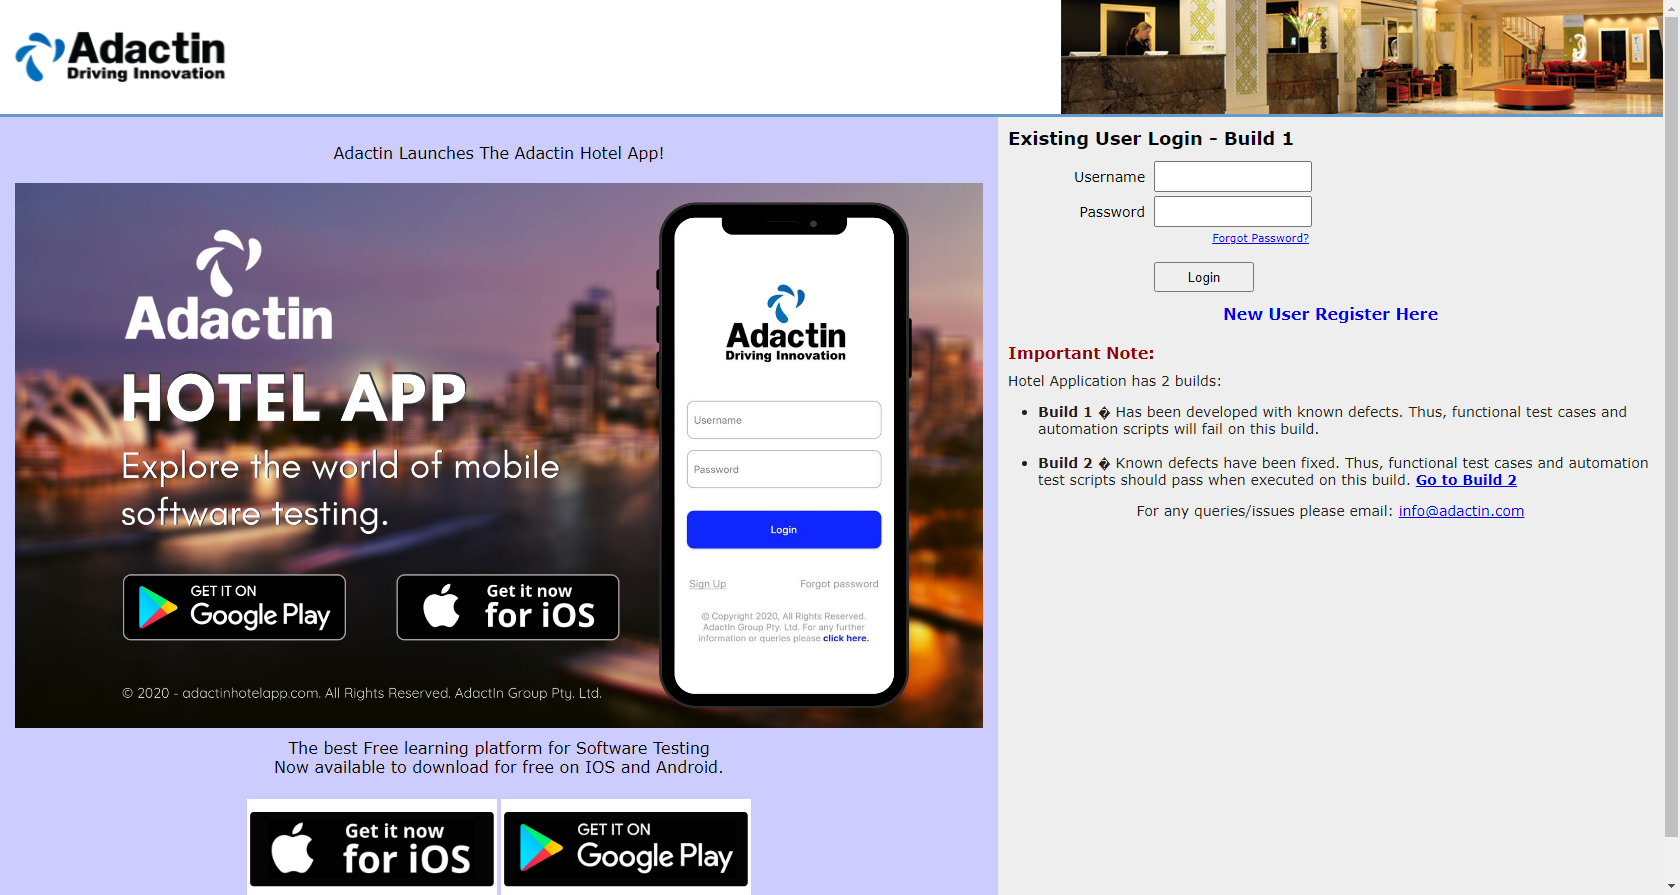 Adactin
Driving Innovation
Adactin Launches The Adactin Hotel App!
Adactin
HOTEL APP
Explore the world of mobile
software testing.
GET IT ON
Google Play
Get it now
for iOS
© 2020 - adactinhotelapp.com. All Rights Reserved. AdactIn Group Pty. Ltd.
Adactin
Driving Innovation
Username
Password
Login
Sign Up Forgot password
© Copyright 2020, All Rights Reserved.
AdactIn Group Pty. Ltd. For any further
information or queries please click here.
The best Free learning platform for Software Testing
Now available to download for free on IOS and Android.
Get it now
for iOS
GET IT ON
Google Play
Existing User Login - Build 1
Username
Password
Forgot Password?
Login
New User Register Here
Important Note:
Hotel Application has 2 builds:
• Build 1 � Has been developed with known defects. Thus, functional test cases and
automation scripts will fail on this build.
• Build 2 � Known defects have been fixed. Thus, functional test cases and automation
test scripts should pass when executed on this build. Go to Build 2
For any queries/issues please email: info@adactin.com